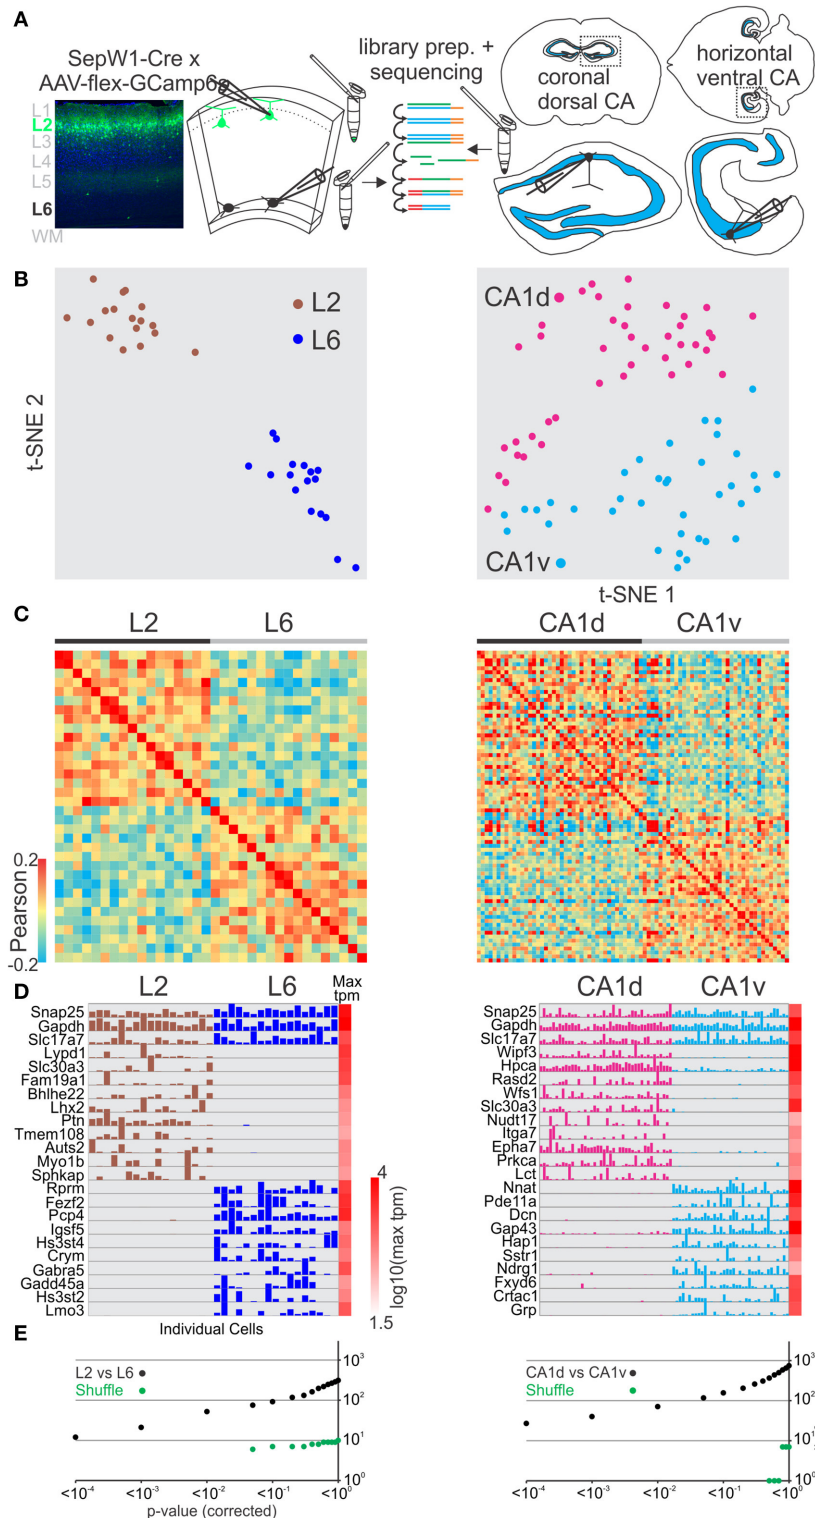 A
SepW1-Cre x
AAV-flex-GCamp6s
library prep. +
sequencing
coronal
dorsal CA
horizontal
ventral CA
L1
L2
L3
L4
L5
L6
WM
B
L2
L6
CA1d
CA1v
t-SNE 2
t-SNE 1
C
L2
L6
CA1d
CA1v
0.2
Pearson
-0.2
D
L2
L6
Max
tpm
CA1d
CA1v
Snap25
Gapdh
Slc17a7
Lypd1
Slc30a3
Fam19a1
Bhlhe22
Lhx2
Ptn
Tmem108
Auts2
Myo1b
Sphkap
Rprm
Fezf2
Pcp4
Igsf5
Hs3st4
Crym
Gabra5
Gadd45a
Hs3st2
Lmo3
Individual Cells
4
log10(max tpm)
1.5
Snap25
Gapdh
Slc17a7
Wipf3
Hpca
Rasd2
Wfs1
Slc30a3
Nudt17
Itga7
Epha7
Prkca
Lct
Nnat
Pde11a
Dcn
Gap43
Hap1
Sstr1
Ndrg1
Fxyd6
Crtac1
Grp
E
L2 vs L6
Shuffle
10³
10²
10¹
10⁰
<10⁻⁴ <10⁻³ <10⁻² <10⁻¹ <10⁰
p-value (corrected)
CA1d vs CA1v
Shuffle
10³
10²
10¹
10⁰
<10⁻⁴ <10⁻³ <10⁻² <10⁻¹ <10⁰